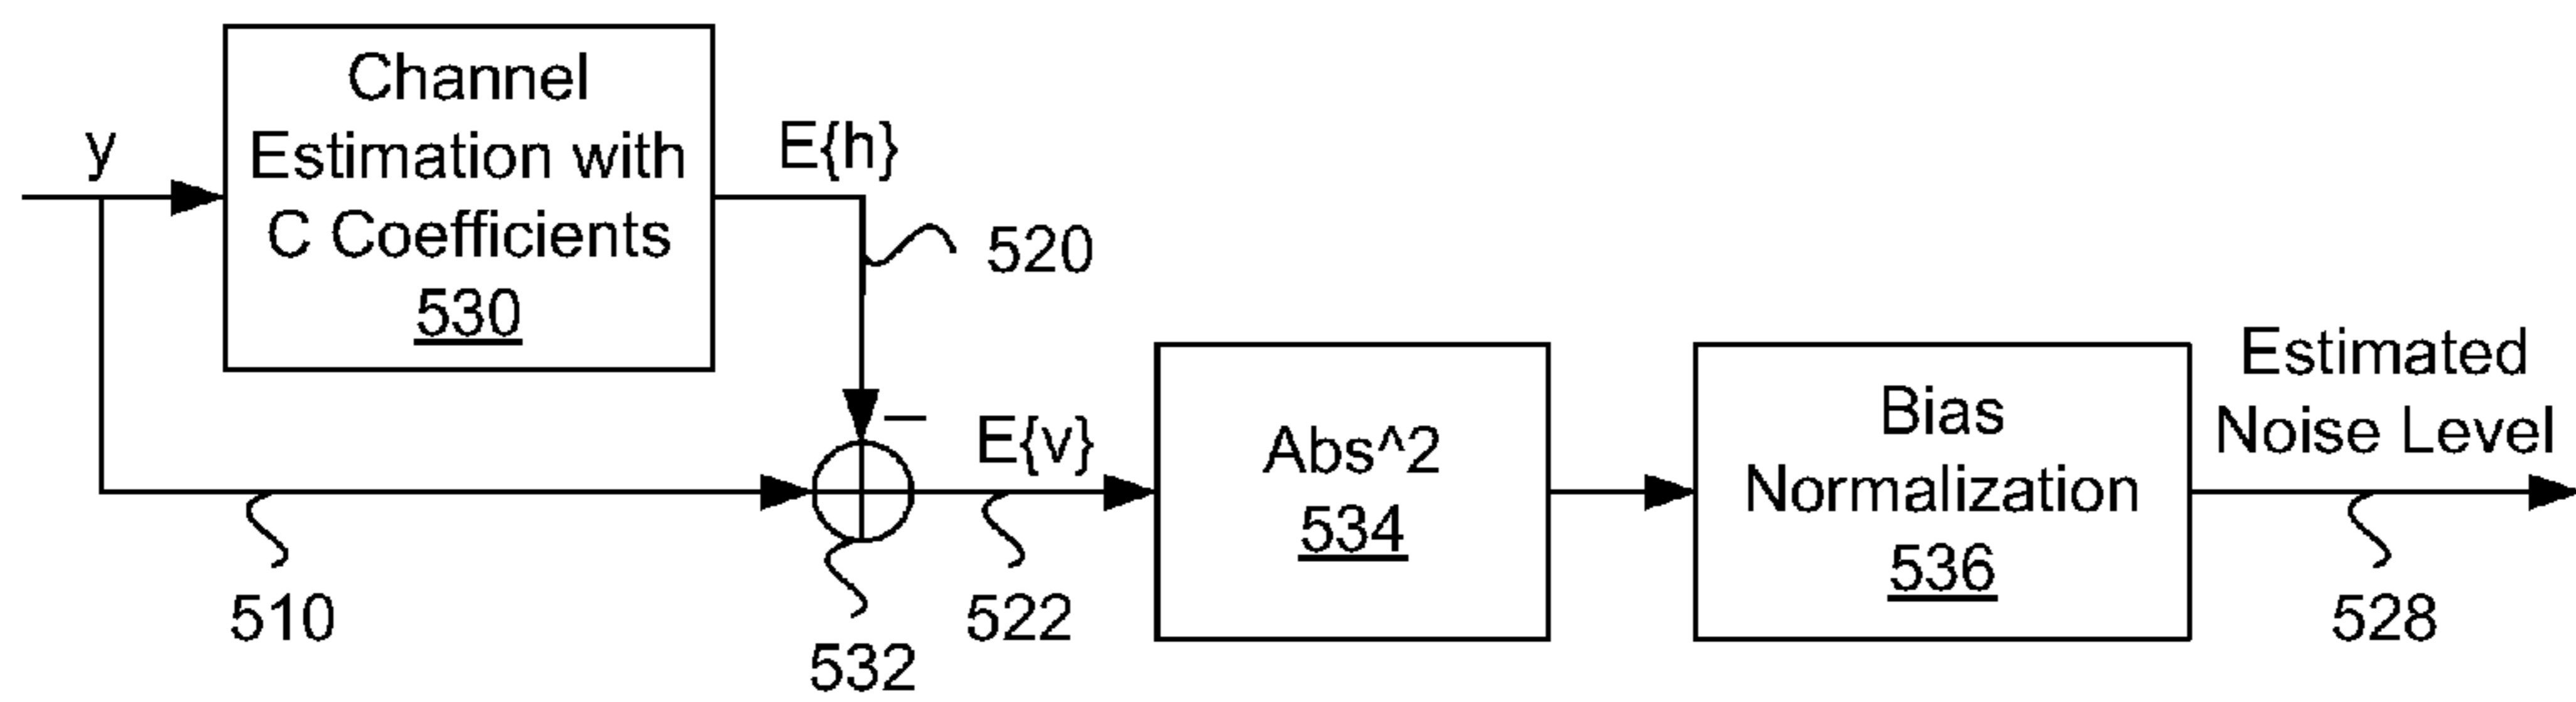 Channel
Estimation with
C Coefficients
530
y
E{h}
520
510
532
E{v}
522
Abs^2
534
Bias
Normalization
536
Estimated
Noise Level
528